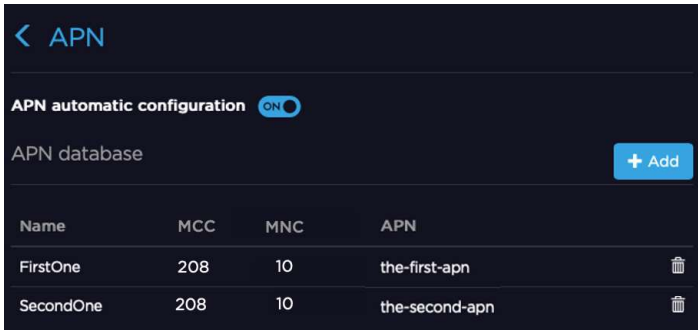 APN
APN automatic configuration ON
APN database
+ Add
Name MCC MNC APN
FirstOne 208 10 the-first-apn
SecondOne 208 10 the-second-apn